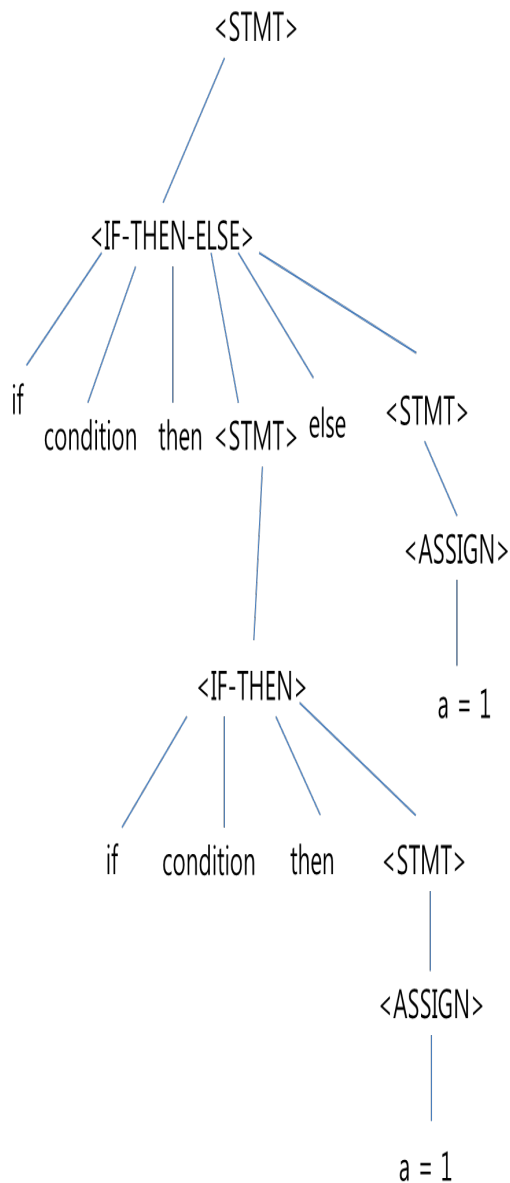 <STMT>
<IF-THEN-ELSE>
if condition then <STMT> else <STMT>
<ASSIGN>
<IF-THEN>
a = 1
if condition then <STMT>
<ASSIGN>
a = 1